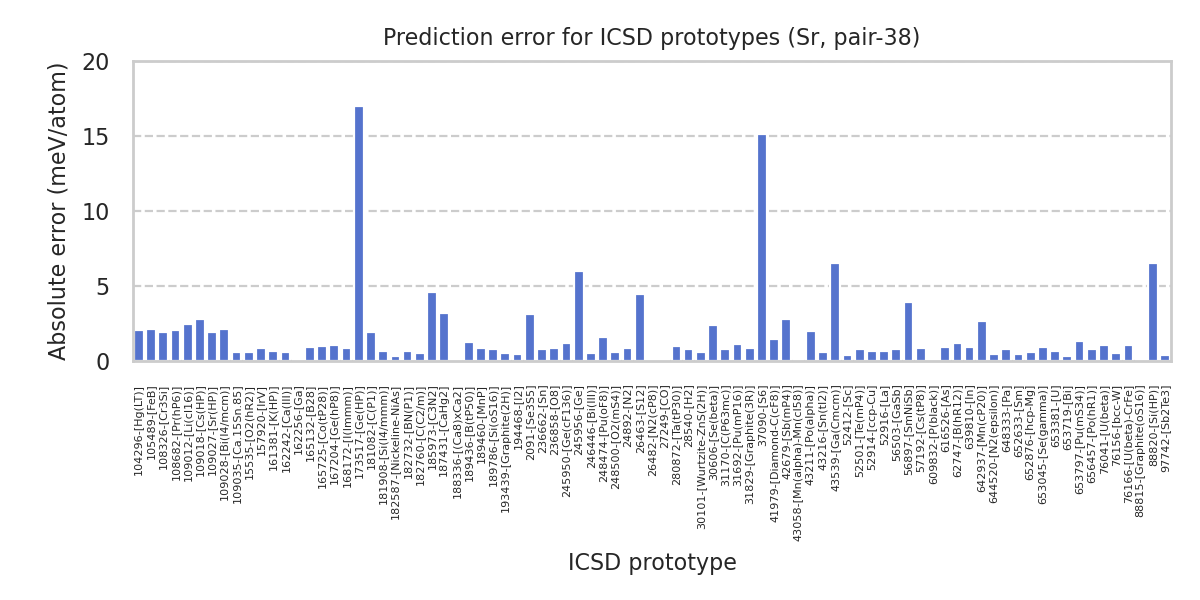 Prediction error for ICSD prototypes (Sr, pair-38)
Absolute error (meV/atom)
20
15
10
5
0
104296-[Hg(LT)]
105489-[FeB]
108326-[Cr3Si]
108682-[Pr(hP6)]
109012-[Li(cI16)]
109018-[Cs(HP)]
109027-[Sr(HP)]
109028-[Bi(I4/mcm)]
109035-[Ca.15Sn.85]
15535-[O2(hR2)]
157920-[IrV]
161381-[K(HP)]
162242-[Ca(III)]
162256-[Ga]
165132-[B28]
165725-[Co(tP28)]
167204-[Ge(hP8)]
168172-[I(Immm)]
173517-[Ge(HP)]
181082-[C(P1)]
181908-[Si(I4/mmm)]
182587-[Nickeline-NiAs]
182732-[BN(P1)]
182760-[C(C2/m)]
185973-[C3N2]
18731-[CaHg2]
188336-[(Ca8)xCa2]
189436-[B(tP50)]
189460-[MnP]
189786-[Si(oS16)]
193439-[Graphite(2H)]
194468-[I2]
2091-[Se3S5]
236662-[Sn]
236858-[O8]
245950-[Ge(cF136)]
245956-[Ge]
246446-[Bi(III)]
248474-[Pu(oF8)]
248500-[O2(mS4)]
24892-[N2]
26463-[S12]
26482-[N2(cP8)]
27249-[CO]
280872-[Ta(tP30)]
28540-[H2]
30101-[Wurtzite-ZnS(2H)]
30606-[Se(beta)]
31170-[C(P63mc)]
31692-[Pu(mP16)]
31829-[Graphite(3R)]
37090-[S6]
41979-[Diamond-C(cF8)]
42679-[Sb(mP4)]
43058-[Mn(alpha)-Mn(cI58)]
43211-[Po(alpha)]
43216-[Sn(tI2)]
43539-[Ga(Cmcm)]
52412-[Sc]
52501-[Te(mP4)]
52914-[ccp-Cu]
52916-[La]
56503-[GaSb]
56897-[SmNiSb]
57192-[Cs(tP8)]
609832-[P(black)]
616526-[As]
62747-[B(hR12)]
639810-[In]
642937-[Mn(cP20)]
644520-[N2(epsilon)]
648333-[Pa]
652633-[Sm]
652876-[hcp-Mg]
653045-[Se(gamma)]
653381-[U]
653719-[Bi]
653797-[Pu(mS34)]
656457-[Po(hR1)]
76041-[U(beta)]
76156-[bcc-W]
76166-[U(beta)-CrFe]
88815-[Graphite(oS16)]
88820-[Si(HP)]
97742-[Sb2Te3]
ICSD prototype